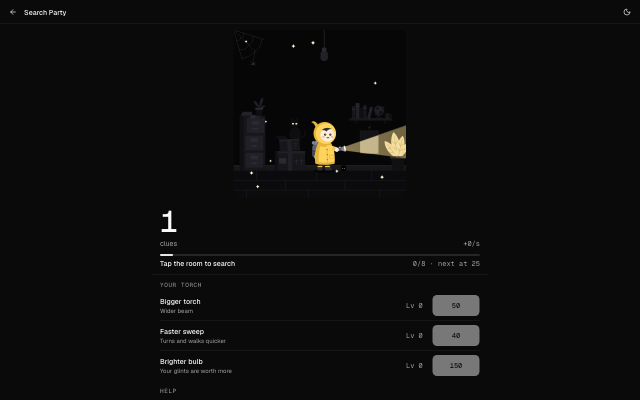 Search Party
1
clues
+0/s
Tap the room to search
0/8 · next at 25
YOUR TORCH
Bigger torch
Wider beam
Lv 0
50
Faster sweep
Turns and walks quicker
Lv 0
40
Brighter bulb
Your glints are worth more
Lv 0
150
HELP